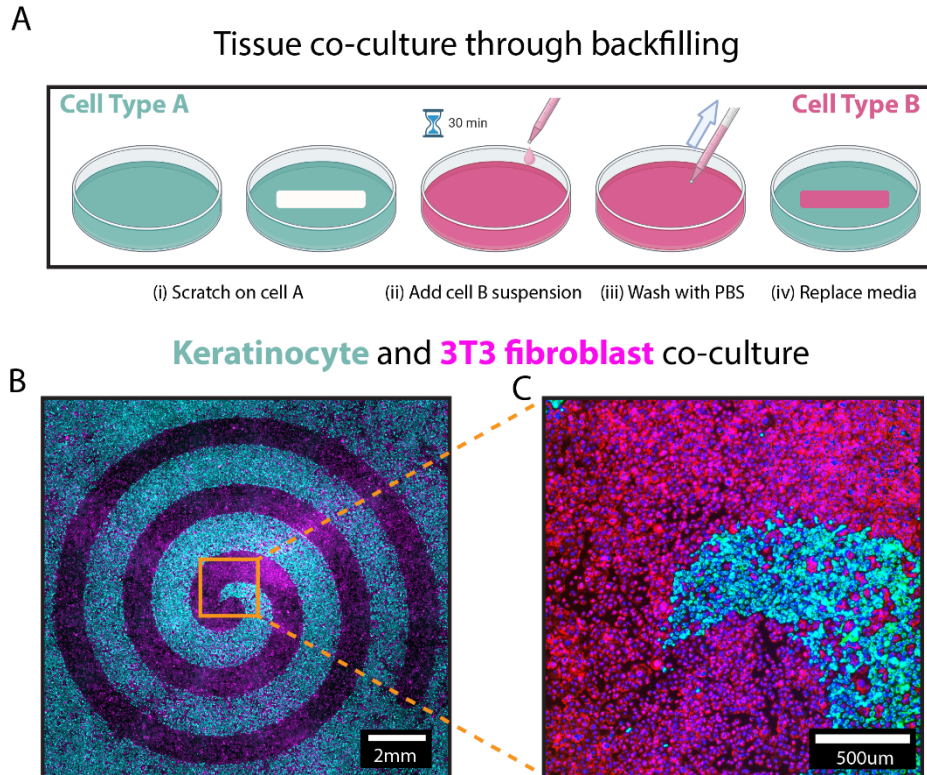 A
Tissue co-culture through backfilling
Cell Type A
30 min
Cell Type B
(i) Scratch on cell A
(ii) Add cell B suspension
(iii) Wash with PBS
(iv) Replace media
Keratinocyte and 3T3 fibroblast co-culture
B
C
2mm
500um